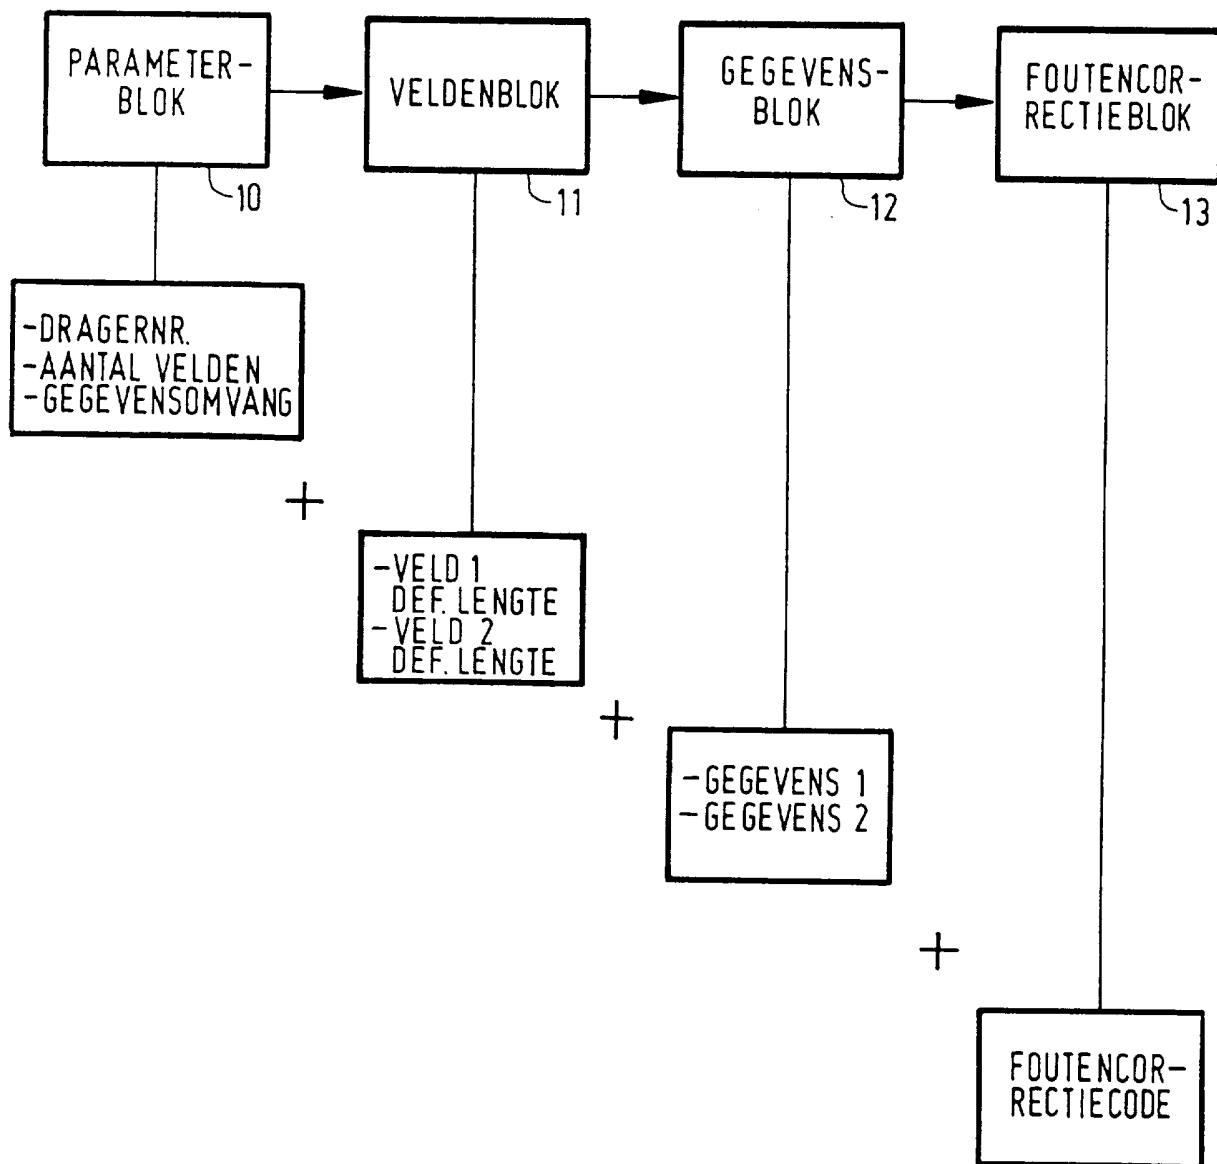 PARAMETER-
BLOK
10
VELDENBLOK
11
GEGEVENS-
BLOK
12
FOUTENCOR-
RECTIEBLOK
13
-DRAGERNR.
-AANTAL VELDEN
-GEGEVENSOMVANG
+
-VELD 1
DEF. LENGTE
-VELD 2
DEF. LENGTE
+
-GEGEVENS 1
-GEGEVENS 2
+
FOUTENCOR-
RECTIECODE